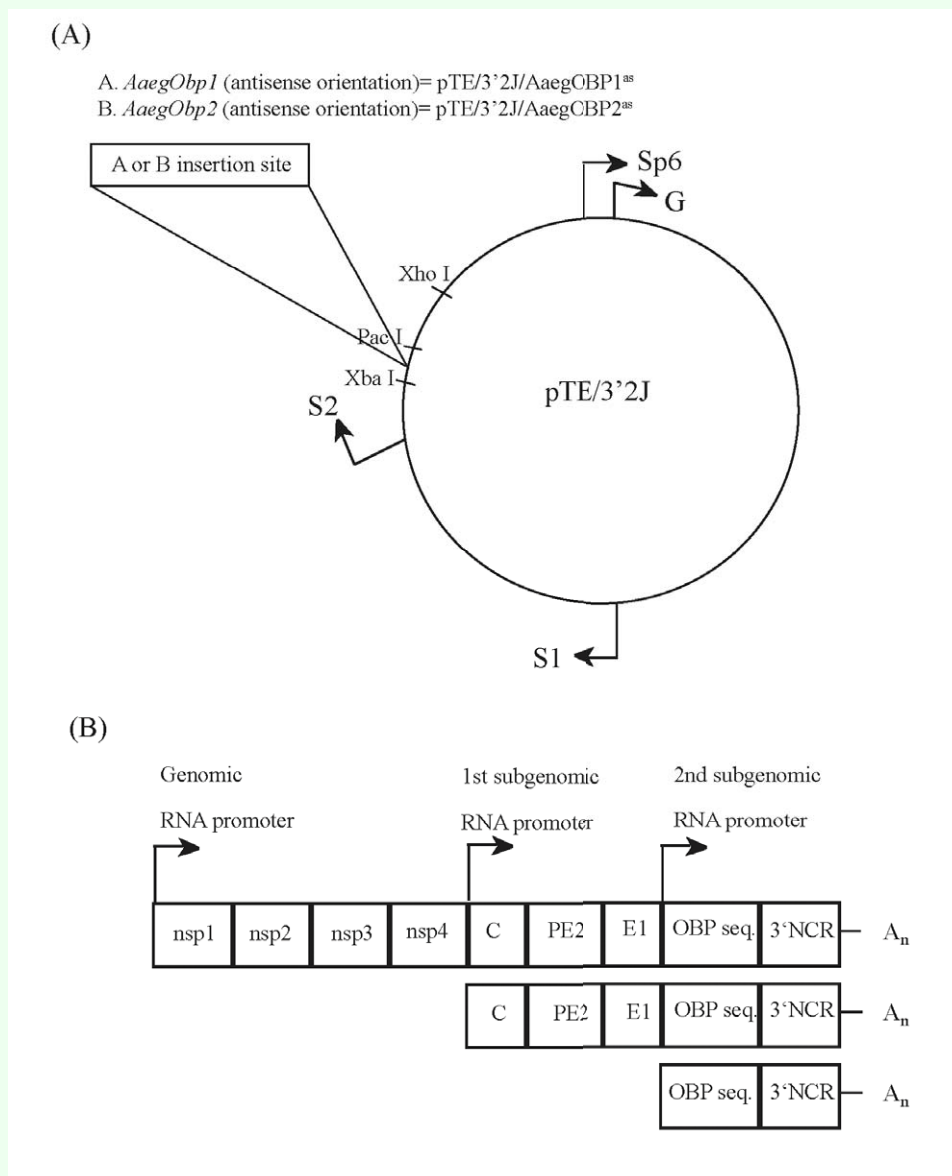 (A)
A. AaegObp1 (antisense orientation)= pTE/3’2J/AaegOBP1as
B. AaegObp2 (antisense orientation)= pTE/3’2J/AaegOBP2as
A or B insertion site
Sp6
G
Xho I
Pac I
Xba I
S2
pTE/3’2J
S1
(B)
Genomic
RNA promoter
1st subgenomic
RNA promoter
2nd subgenomic
RNA promoter
nsp1 nsp2 nsp3 nsp4 C PE2 E1 OBP seq. 3‘NCR An
C PE2 E1 OBP seq. 3‘NCR An
OBP seq. 3‘NCR An